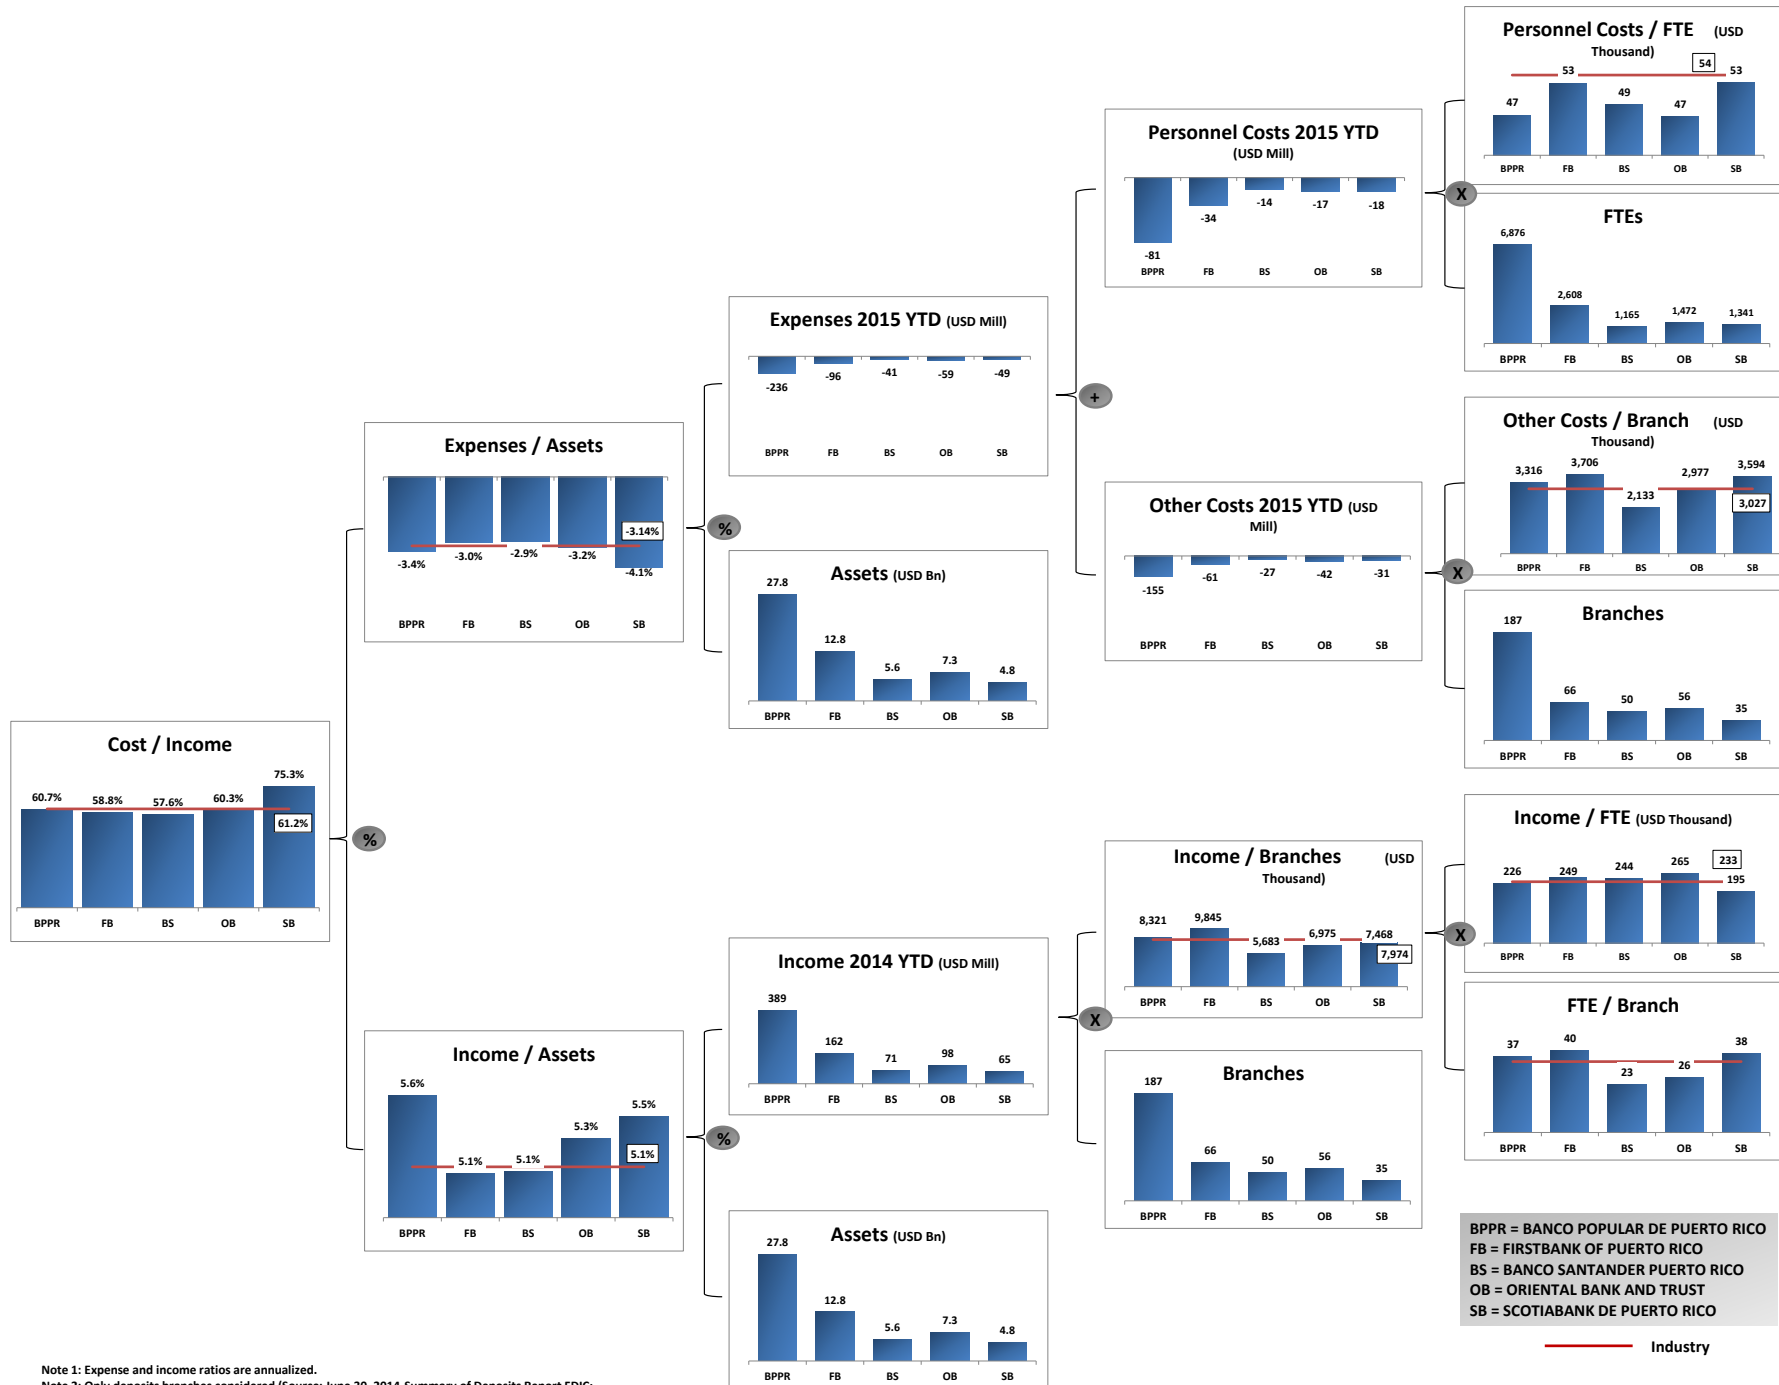 Personnel Costs / FTE (USD
Thousand)
54
47
53
49
47
53
BPPR FB BS OB SB
X
FTEs
6,876
2,608
1,165
1,472
1,341
BPPR FB BS OB SB
Personnel Costs 2015 YTD
(USD Mill)
-81
-34
-14
-17
-18
BPPR FB BS OB SB
Expenses 2015 YTD (USD Mill)
-236
-96
-41
-59
-49
BPPR FB BS OB SB
+
Other Costs / Branch (USD
Thousand)
3,316
3,706
2,133
2,977
3,594
3,027
BPPR FB BS OB SB
X
Branches
187
66
50
56
35
BPPR FB BS OB SB
Other Costs 2015 YTD (USD
Mill)
-155
-61
-27
-42
-31
BPPR FB BS OB SB
Expenses / Assets
-3.14%
-3.4%
-3.0%
-2.9%
-3.2%
-4.1%
BPPR FB BS OB SB
%
Assets (USD Bn)
27.8
12.8
5.6
7.3
4.8
BPPR FB BS OB SB
Cost / Income
60.7%
58.8%
57.6%
60.3%
75.3%
61.2%
BPPR FB BS OB SB
%
Income / FTE (USD Thousand)
226
249
244
265
233
195
BPPR FB BS OB SB
X
FTE / Branch
37
40
23
26
38
BPPR FB BS OB SB
Income / Branches (USD
Thousand)
8,321
9,845
5,683
6,975
7,468
7,974
BPPR FB BS OB SB
X
Branches
187
66
50
56
35
BPPR FB BS OB SB
Income 2014 YTD (USD Mill)
389
162
71
98
65
BPPR FB BS OB SB
Income / Assets
5.6%
5.1%
5.1%
5.3%
5.5%
5.1%
BPPR FB BS OB SB
%
Assets (USD Bn)
27.8
12.8
5.6
7.3
4.8
BPPR FB BS OB SB
BPPR = BANCO POPULAR DE PUERTO RICO
FB = FIRSTBANK OF PUERTO RICO
BS = BANCO SANTANDER PUERTO RICO
OB = ORIENTAL BANK AND TRUST
SB = SCOTIABANK DE PUERTO RICO
Industry
Note 1: Expense and income ratios are annualized.
Note 2: Only deposits branches considered (Source: June 30, 2014 Summary of Deposits Report FDIC;